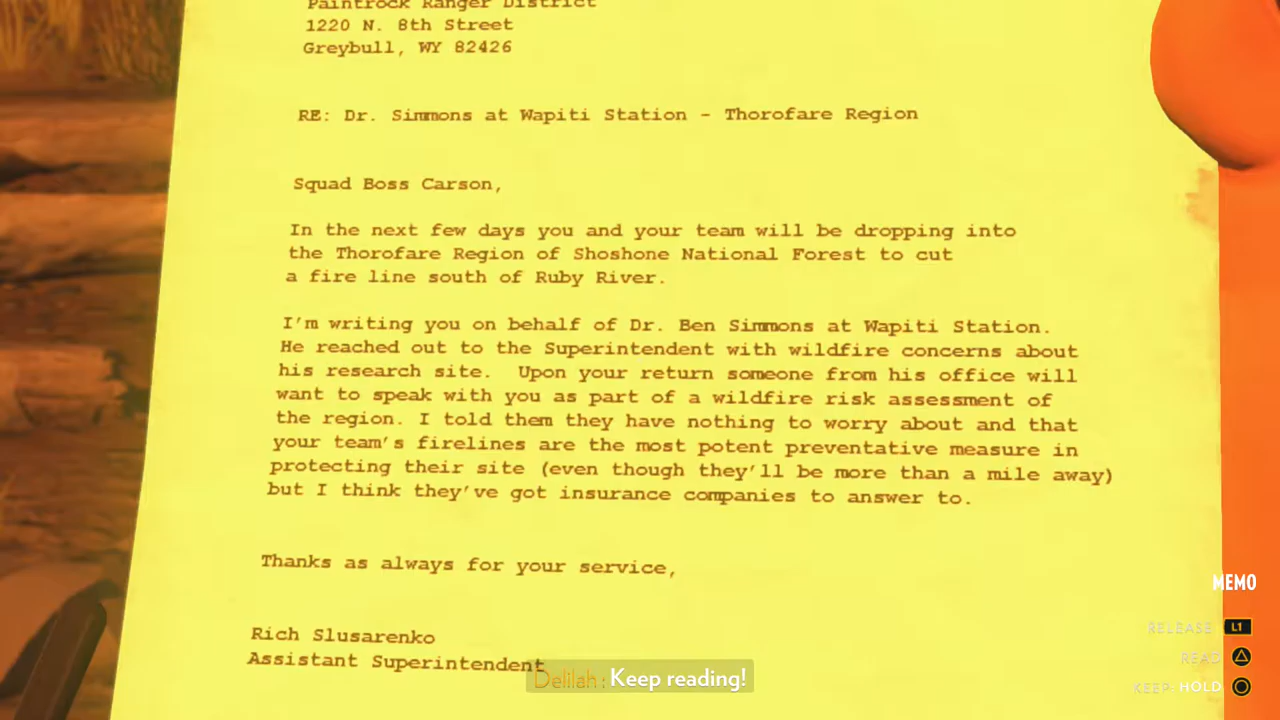 Paintrock Ranger District
1220 N. 8th Street
Greybull, WY 82426
RE: Dr. Simmons at Wapiti Station - Thorofare Region
Squad Boss Carson,
In the next few days you and your team will be dropping into
the Thorofare Region of Shoshone National Forest to cut
a fire line south of Ruby River.
I'm writing you on behalf of Dr. Ben Simmons at Wapiti Station.
He reached out to the Superintendent with wildfire concerns about
his research site.  Upon your return someone from his office will
want to speak with you as part of a wildfire risk assessment of
the region. I told them they have nothing to worry about and that
your team's firelines are the most potent preventative measure in
protecting their site (even though they'll be more than a mile away)
but I think they've got insurance companies to answer to.
Thanks as always for your service,
Rich Slusarenko
Assistant Superintendent
Delilah: Keep reading!
MEMO
RELEASE L1
READ
KEEP: HOLD